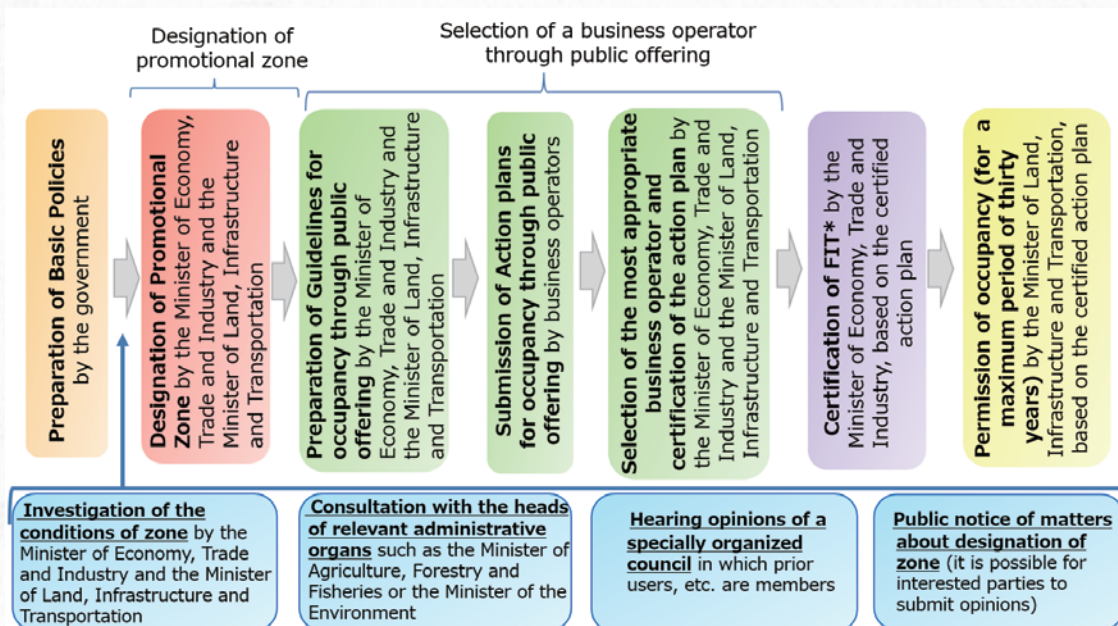 Designation of
promotional zone
Selection of a business operator
through public offering
Preparation of Basic Policies
by the government
Designation of Promotional
Zone by the Minister of Economy,
Trade and Industry and the
Minister of Land, Infrastructure
and Transportation
Preparation of Guidelines for
occupancy through public
offering by the Minister of
Economy, Trade and Industry and
the Minister of Land, Infrastructure
and Transportation
Submission of Action plans
for occupancy through public
offering by business operators
Selection of the most appropriate
business operator and
certification of the action plan by
the Minister of Economy, Trade and
Industry and the Minister of Land,
Infrastructure and Transportation
Certification of FIT* by the
Minister of Economy, Trade and
Industry, based on the certified
action plan
Permission of occupancy (for a
maximum period of thirty
years) by the Minister of Land,
Infrastructure and Transportation,
based on the certified action plan
Investigation of the
conditions of zone by the
Minister of Economy, Trade
and Industry and the Minister
of Land, Infrastructure and
Transportation
Consultation with the heads
of relevant administrative
organs such as the Minister of
Agriculture, Forestry and
Fisheries or the Minister of the
Environment
Hearing opinions of a
specially organized
council in which prior
users, etc. are members
Public notice of matters
about designation of
zone (it is possible for
interested parties to
submit opinions)